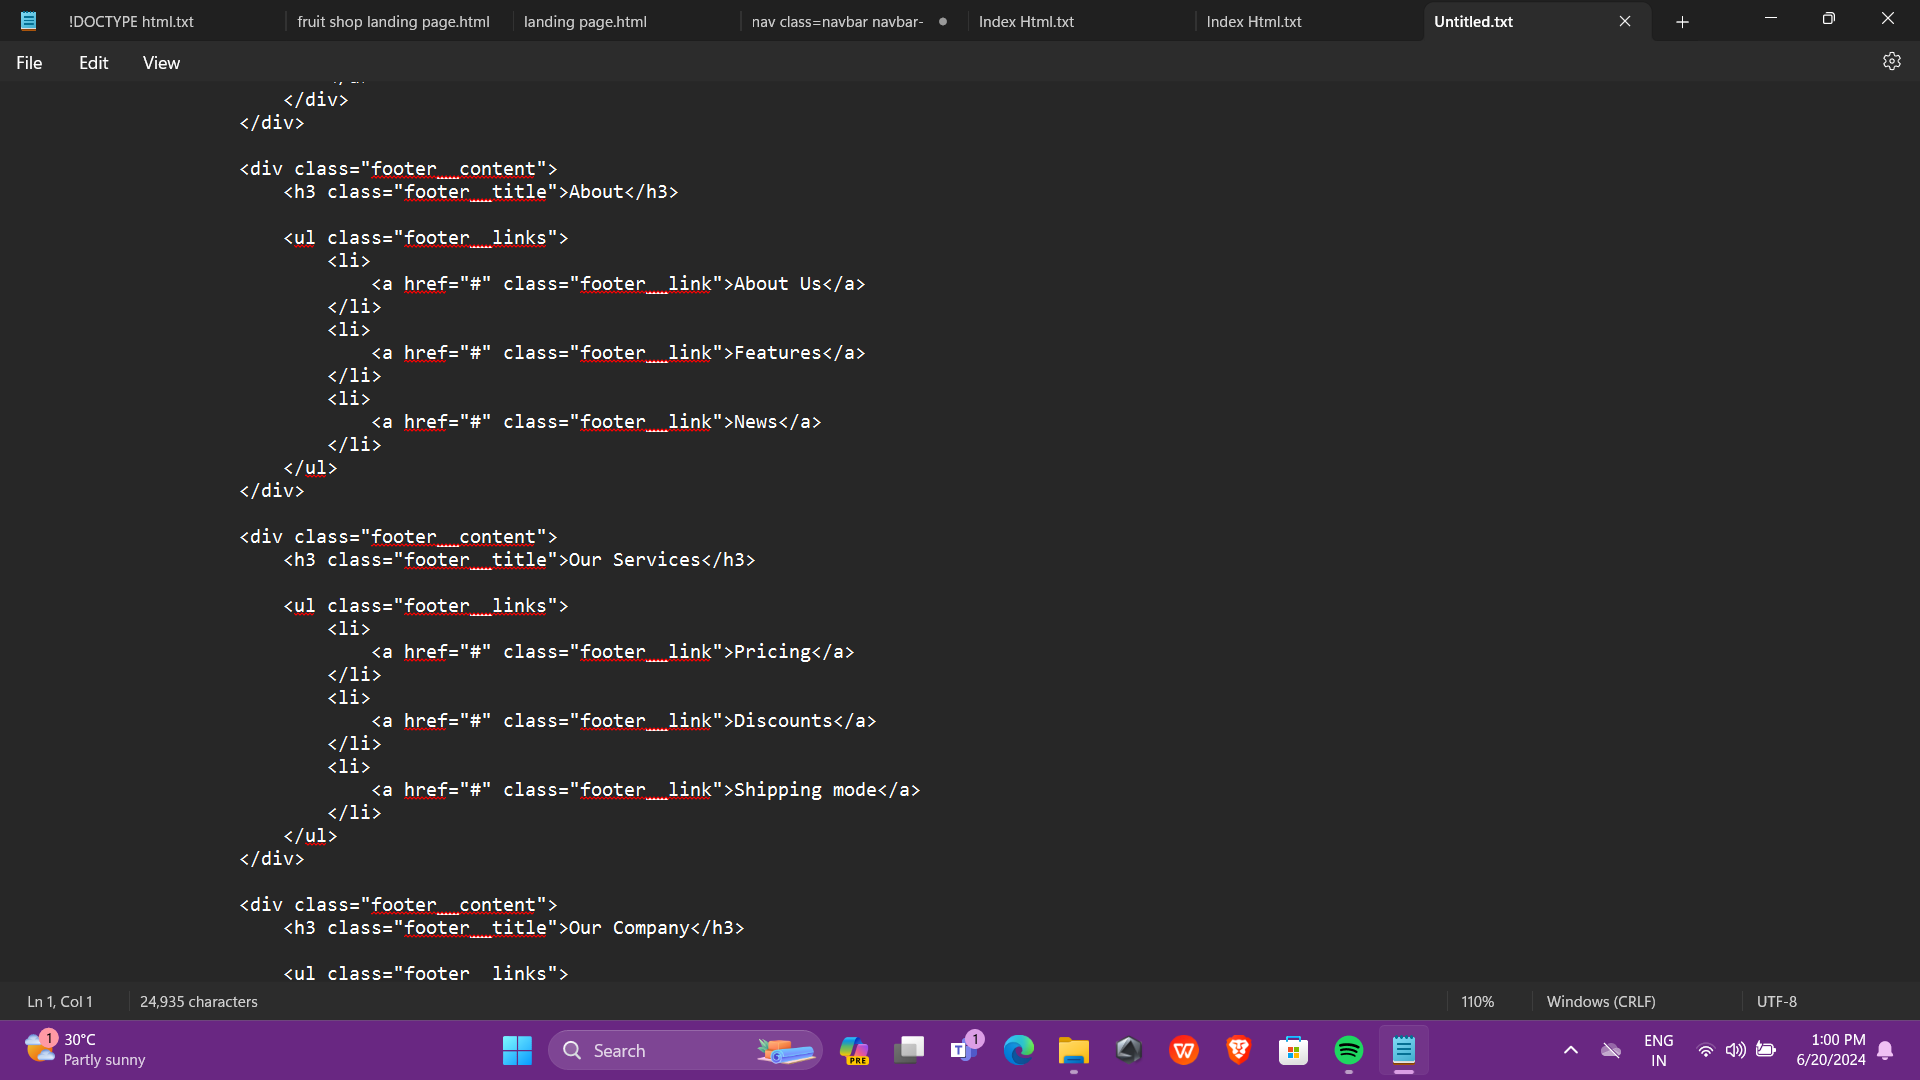 !DOCTYPE html.txt
fruit shop landing page.html
landing page.html
nav class=navbar navbar-
Index Html.txt
Index Html.txt
Untitled.txt
File Edit View
</div>
</div>
<div class="footer__content">
<h3 class="footer__title">About</h3>
<ul class="footer__links">
<li>
<a href="#" class="footer__link">About Us</a>
</li>
<li>
<a href="#" class="footer__link">Features</a>
</li>
<li>
<a href="#" class="footer__link">News</a>
</li>
</ul>
</div>
<div class="footer__content">
<h3 class="footer__title">Our Services</h3>
<ul class="footer__links">
<li>
<a href="#" class="footer__link">Pricing</a>
</li>
<li>
<a href="#" class="footer__link">Discounts</a>
</li>
<li>
<a href="#" class="footer__link">Shipping mode</a>
</li>
</ul>
</div>
<div class="footer__content">
<h3 class="footer__title">Our Company</h3>
<ul class="footer__links">
Ln 1, Col 1
24,935 characters
110%
Windows (CRLF)
UTF-8
1
30°C
Partly sunny
Search
PRE
T
1
W
ENG
IN
1:00 PM
6/20/2024